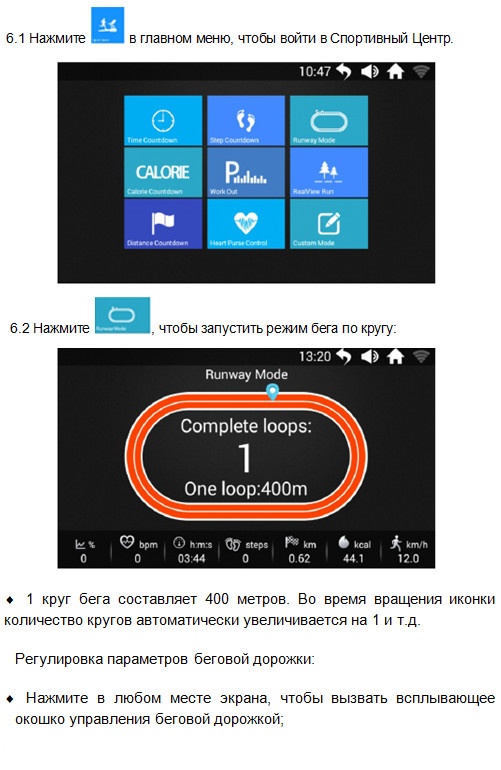 6.1 Нажмите в главном меню, чтобы войти в Спортивный Центр.
10:47
Time Countdown Step Countdown Runway Mode
CALORIE
Calorie Countdown Work Out RealView Run
Distance Countdown Heart Purse Control Custom Mode
6.2 Нажмите Runway Mode , чтобы запустить режим бега по кругу:
13:20
Runway Mode
Complete loops:
1
One loop:400m
% bpm h:m:s steps km kcal km/h
0 0 03:44 0 0.62 44.1 12.0
♦ 1 круг бега составляет 400 метров. Во время вращения иконки
количество кругов автоматически увеличивается на 1 и т.д.
Регулировка параметров беговой дорожки:
♦ Нажмите в любом месте экрана, чтобы вызвать всплывающее
окошко управления беговой дорожкой;